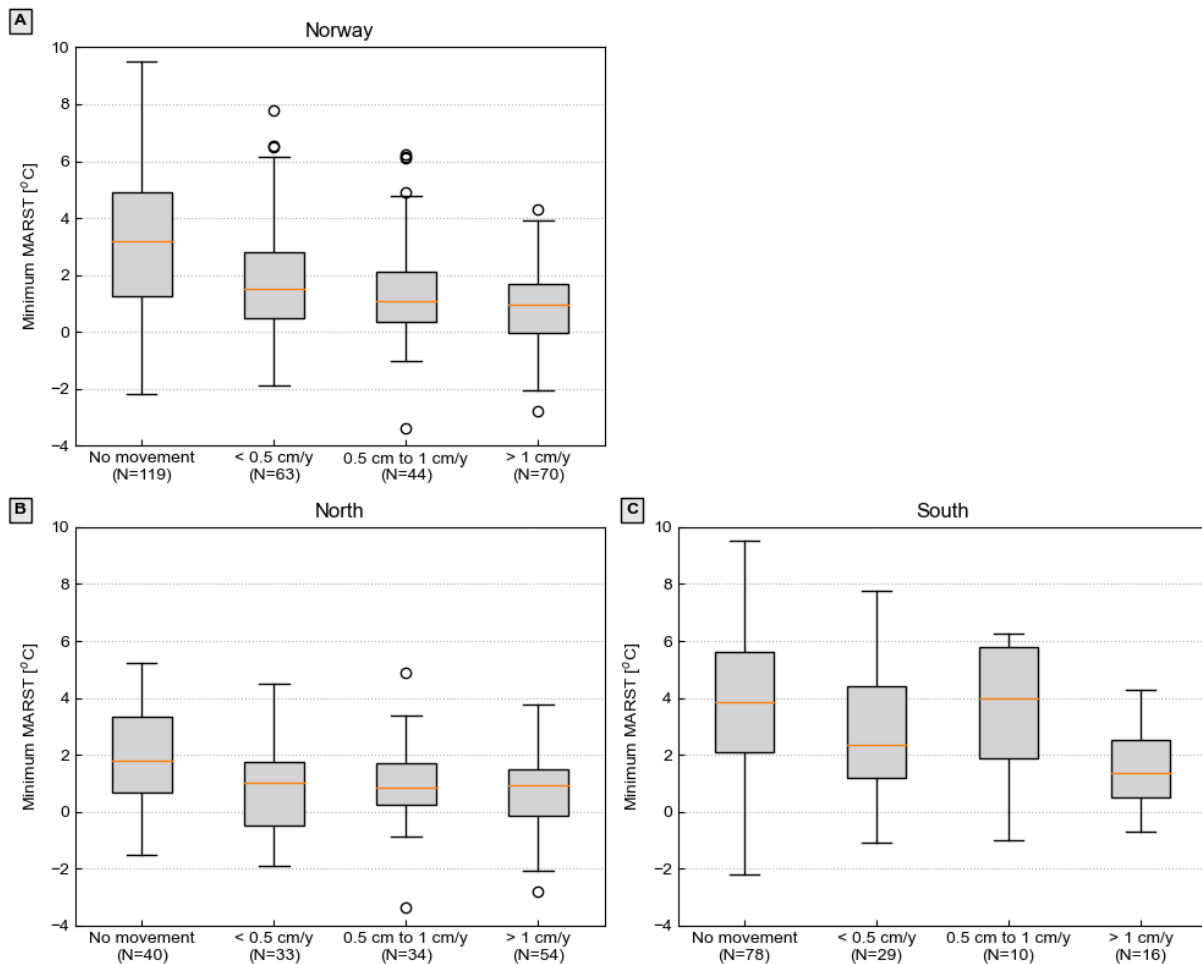 A
Norway
Minimum MARST [°C]
10
8
6
4
2
0
−2
−4
No movement < 0.5 cm/y 0.5 cm to 1 cm/y > 1 cm/y
(N=119) (N=63) (N=44) (N=70)
B
North
Minimum MARST [°C]
10
8
6
4
2
0
−2
−4
No movement < 0.5 cm/y 0.5 cm to 1 cm/y > 1 cm/y
(N=40) (N=33) (N=34) (N=54)
C
South
Minimum MARST [°C]
10
8
6
4
2
0
−2
−4
No movement < 0.5 cm/y 0.5 cm to 1 cm/y > 1 cm/y
(N=78) (N=29) (N=10) (N=16)